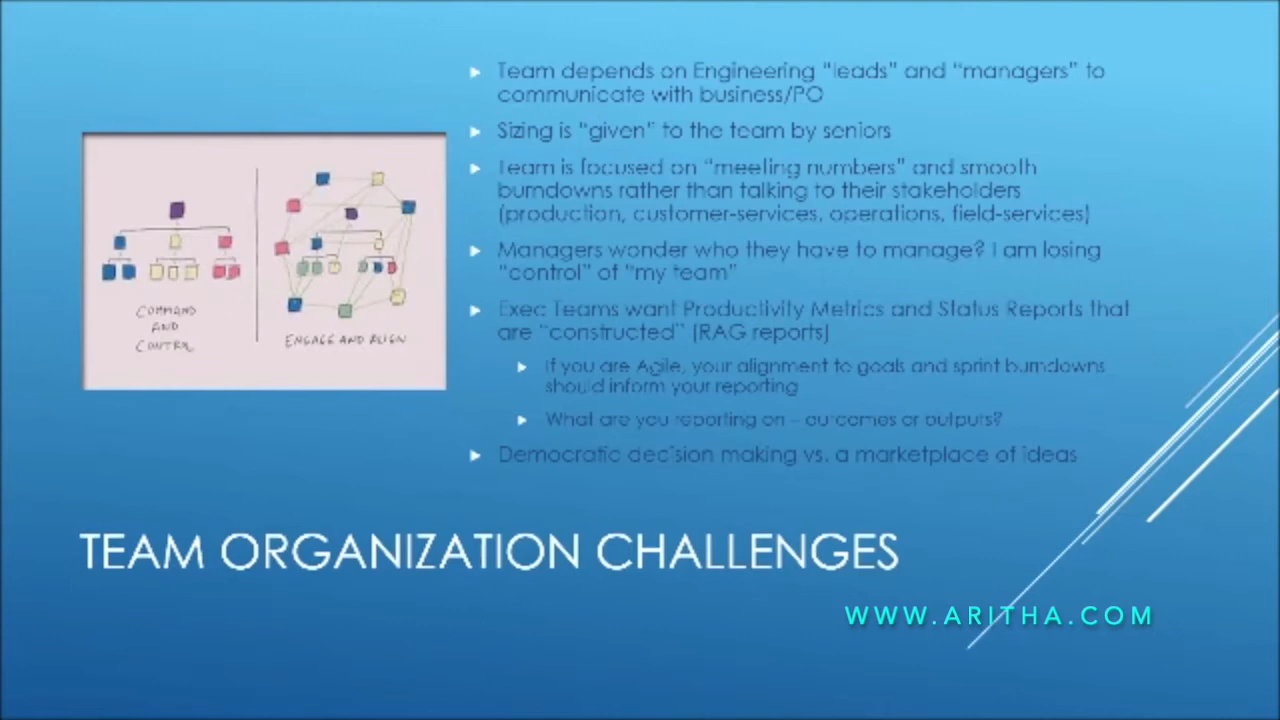 Team depends on Engineering “leads” and “managers” to
communicate with business/PO
Sizing is “given” to the team by seniors
Team is focused on “meeting numbers” and smooth
burndowns rather than talking to their stakeholders
(production, customer-services, operations, field-services)
Managers wonder who they have to manage? I am losing
“control” of “my team”
Exec Teams want Productivity Metrics and Status Reports that
are “constructed” (RAG reports)
If you are Agile, your alignment to goals and sprint burndowns
should inform your reporting
What are you reporting on – outcomes or outputs?
Democratic decision making vs. a marketplace of ideas
COMMAND
AND
CONTROL
ENGAGE AND ALIGN
TEAM ORGANIZATION CHALLENGES
WWW.ARITHA.COM